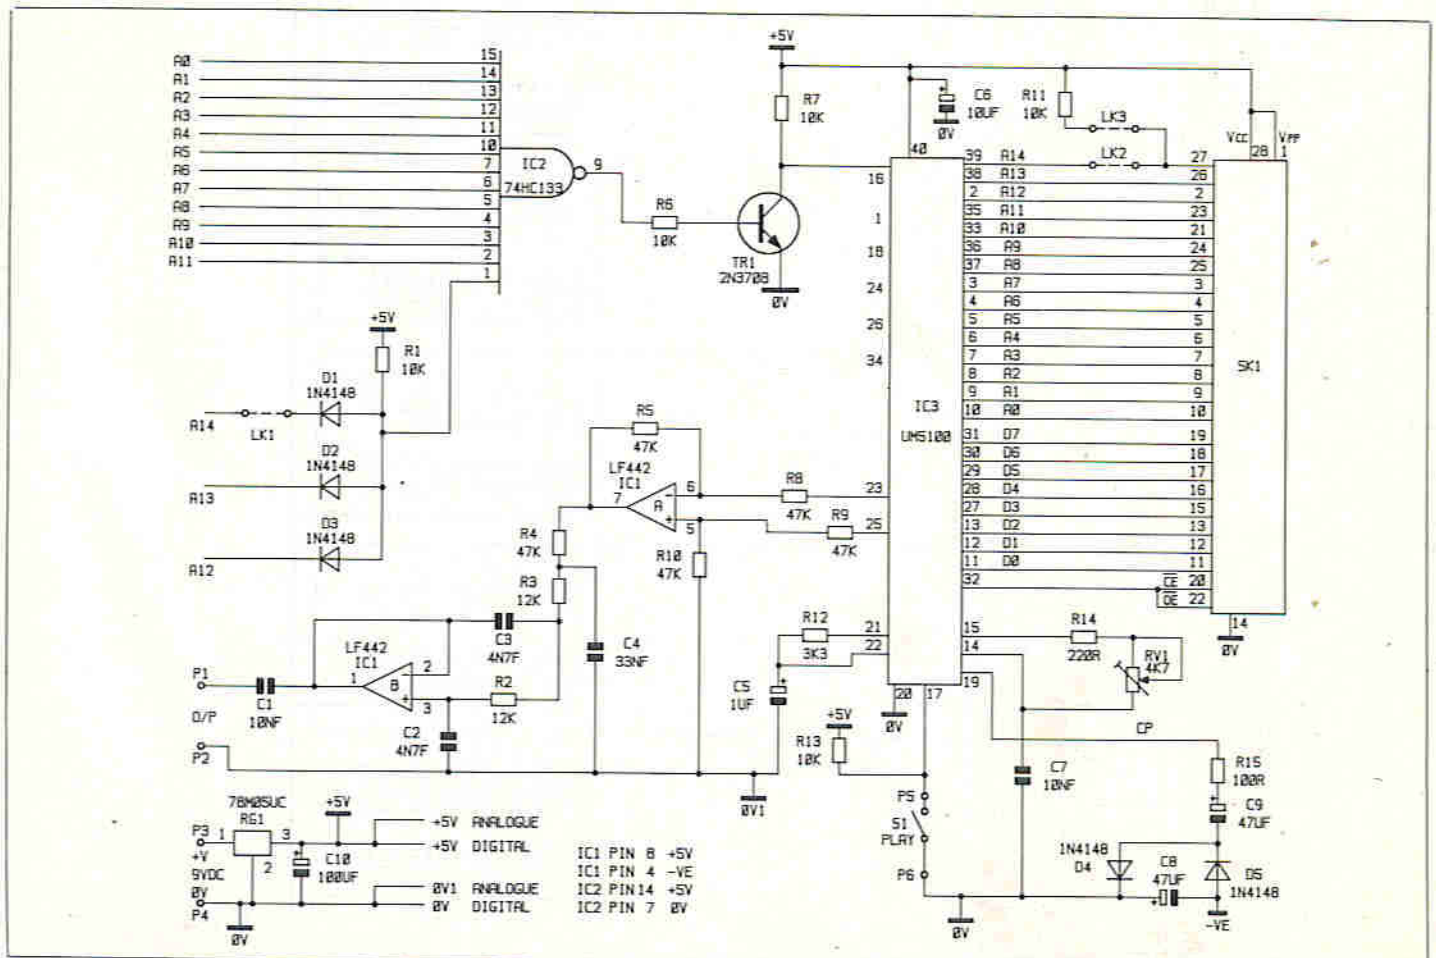 +5V
A0 15
A1 14
A2 13
A3 12
A4 11
A5 10
A6 7
A7 6
A8 5
A9 4
A10 3
A11 2
1
IC2
74HC133
9
R6
10K
R7
10K
TR1
2N3708
0V
C6
10UF
0V
R11
10K
LK3
LK2
VCC
VPP
28
1
40
16
1
18
24
26
34
23
25
21
22
20
17
IC3
UM5100
39 A14 27
38 A13 26
2 A12 2
35 A11 23
33 A10 21
36 A9 24
37 A8 25
3 A7 3
4 A6 4
5 A5 5
6 A4 6
7 A3 7
8 A2 8
9 A1 9
10 A0 10
31 D7 19
30 D6 18
29 D5 17
28 D4 16
27 D3 15
13 D2 13
12 D1 12
11 D0 11
32 CE 20
OE 22
SK1
14
0V
15
14
19
R14
220R
RV1
4K7
CP
+5V
R1
10K
D1
1N4148
A14
LK1
D2
1N4148
A13
D3
1N4148
A12
R5
47K
LF442
IC1
7
A
-
6
+
5
R8
47K
R9
47K
R4
47K
R10
47K
R3
12K
C3
4N7F
C4
33NF
LF442
IC1
1
B
-
2
+
3
R2
12K
P1
C1
10NF
O/P
C2
4N7F
P2
R12
3K3
C5
1UF
+
0V1
0V
+5V
R13
10K
P5
S1
PLAY
P6
0V
C7
10NF
R15
100R
C9
47UF
1N4148
D4
C8
47UF
D5
1N4148
-VE
78M05UC
RG1
P3 1
3
2
+V
9VDC
0V
P4
+5V
C10
100UF
0V
+5V ANALOGUE
+5V DIGITAL
0V1 ANALOGUE
0V DIGITAL
IC1 PIN 8 +5V
IC1 PIN 4 -VE
IC2 PIN 14 +5V
IC2 PIN 7 0V